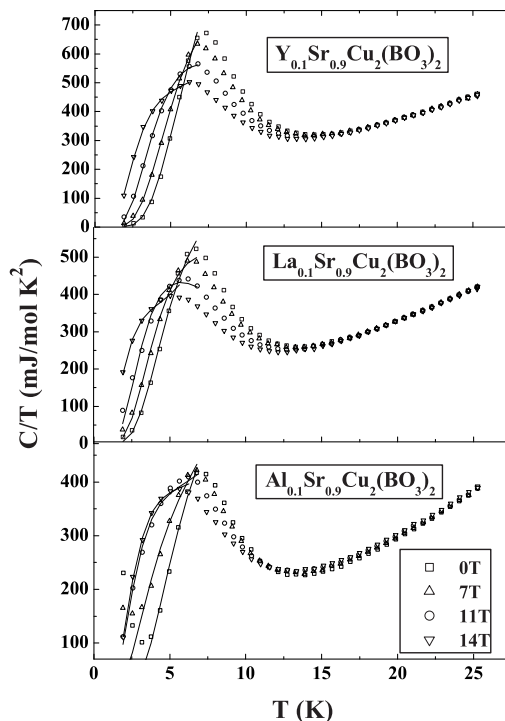 700
600
500
400
300
200
100
0
Y₀.₁Sr₀.₉Cu₂(BO₃)₂
500
400
300
200
100
0
La₀.₁Sr₀.₉Cu₂(BO₃)₂
C/T (mJ/mol K²)
400
300
200
100
Al₀.₁Sr₀.₉Cu₂(BO₃)₂
0T
7T
11T
14T
0 5 10 15 20 25
T (K)